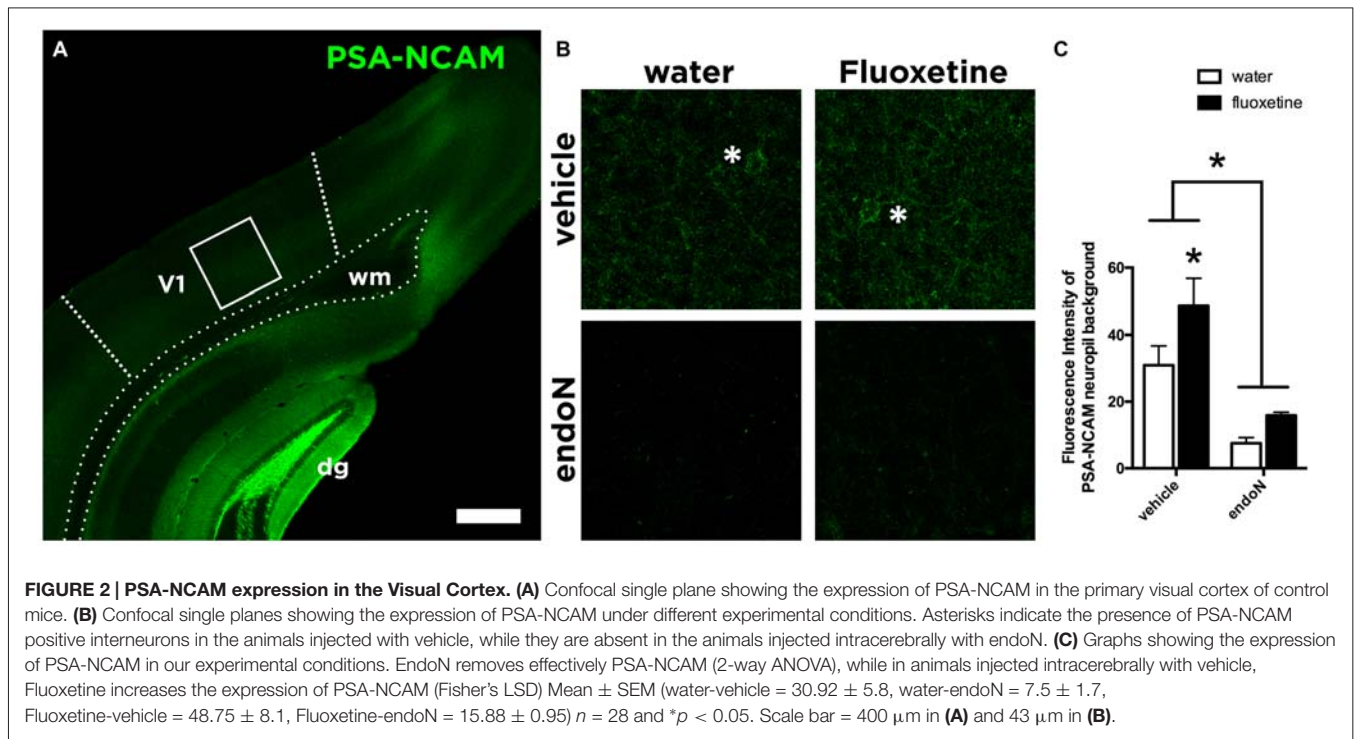 A
PSA-NCAM
V1
wm
dg
B
water
Fluoxetine
vehicle
endoN
*
*
C
water
fluoxetine
*
*
Fluorescence Intensity of
PSA-NCAM neuropil background
60
40
20
0
vehicle
endoN
FIGURE 2 | PSA-NCAM expression in the Visual Cortex. (A) Confocal single plane showing the expression of PSA-NCAM in the primary visual cortex of control
mice. (B) Confocal single planes showing the expression of PSA-NCAM under different experimental conditions. Asterisks indicate the presence of PSA-NCAM
positive interneurons in the animals injected with vehicle, while they are absent in the animals injected intracerebrally with endoN. (C) Graphs showing the expression
of PSA-NCAM in our experimental conditions. EndoN removes effectively PSA-NCAM (2-way ANOVA), while in animals injected intracerebrally with vehicle,
Fluoxetine increases the expression of PSA-NCAM (Fisher's LSD) Mean ± SEM (water-vehicle = 30.92 ± 5.8, water-endoN = 7.5 ± 1.7,
Fluoxetine-vehicle = 48.75 ± 8.1, Fluoxetine-endoN = 15.88 ± 0.95) n = 28 and *p < 0.05. Scale bar = 400 μm in (A) and 43 μm in (B).